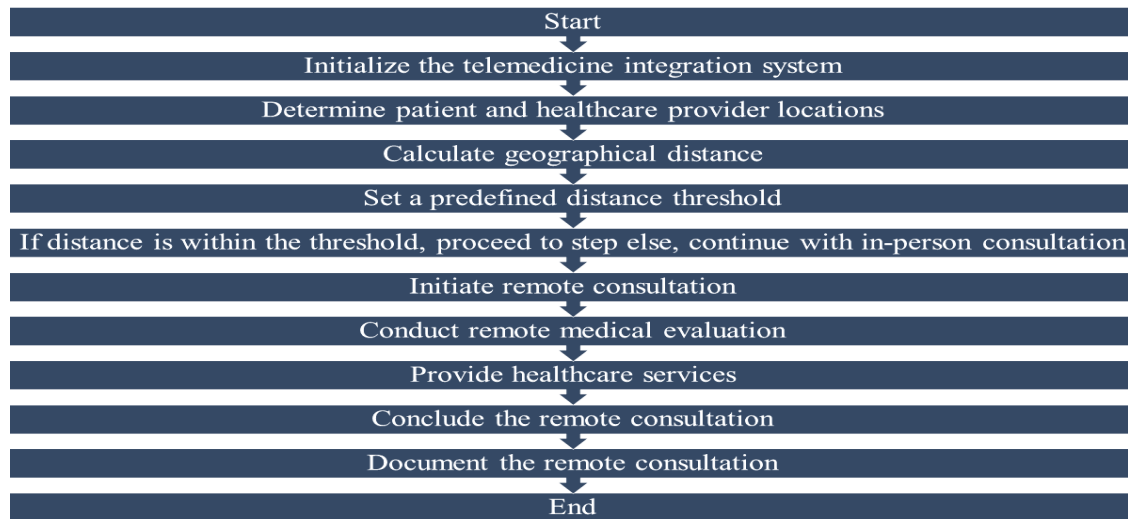 Start
Initialize the telemedicine integration system
Determine patient and healthcare provider locations
Calculate geographical distance
Set a predefined distance threshold
If distance is within the threshold, proceed to step else, continue with in-person consultation
Initiate remote consultation
Conduct remote medical evaluation
Provide healthcare services
Conclude the remote consultation
Document the remote consultation
End